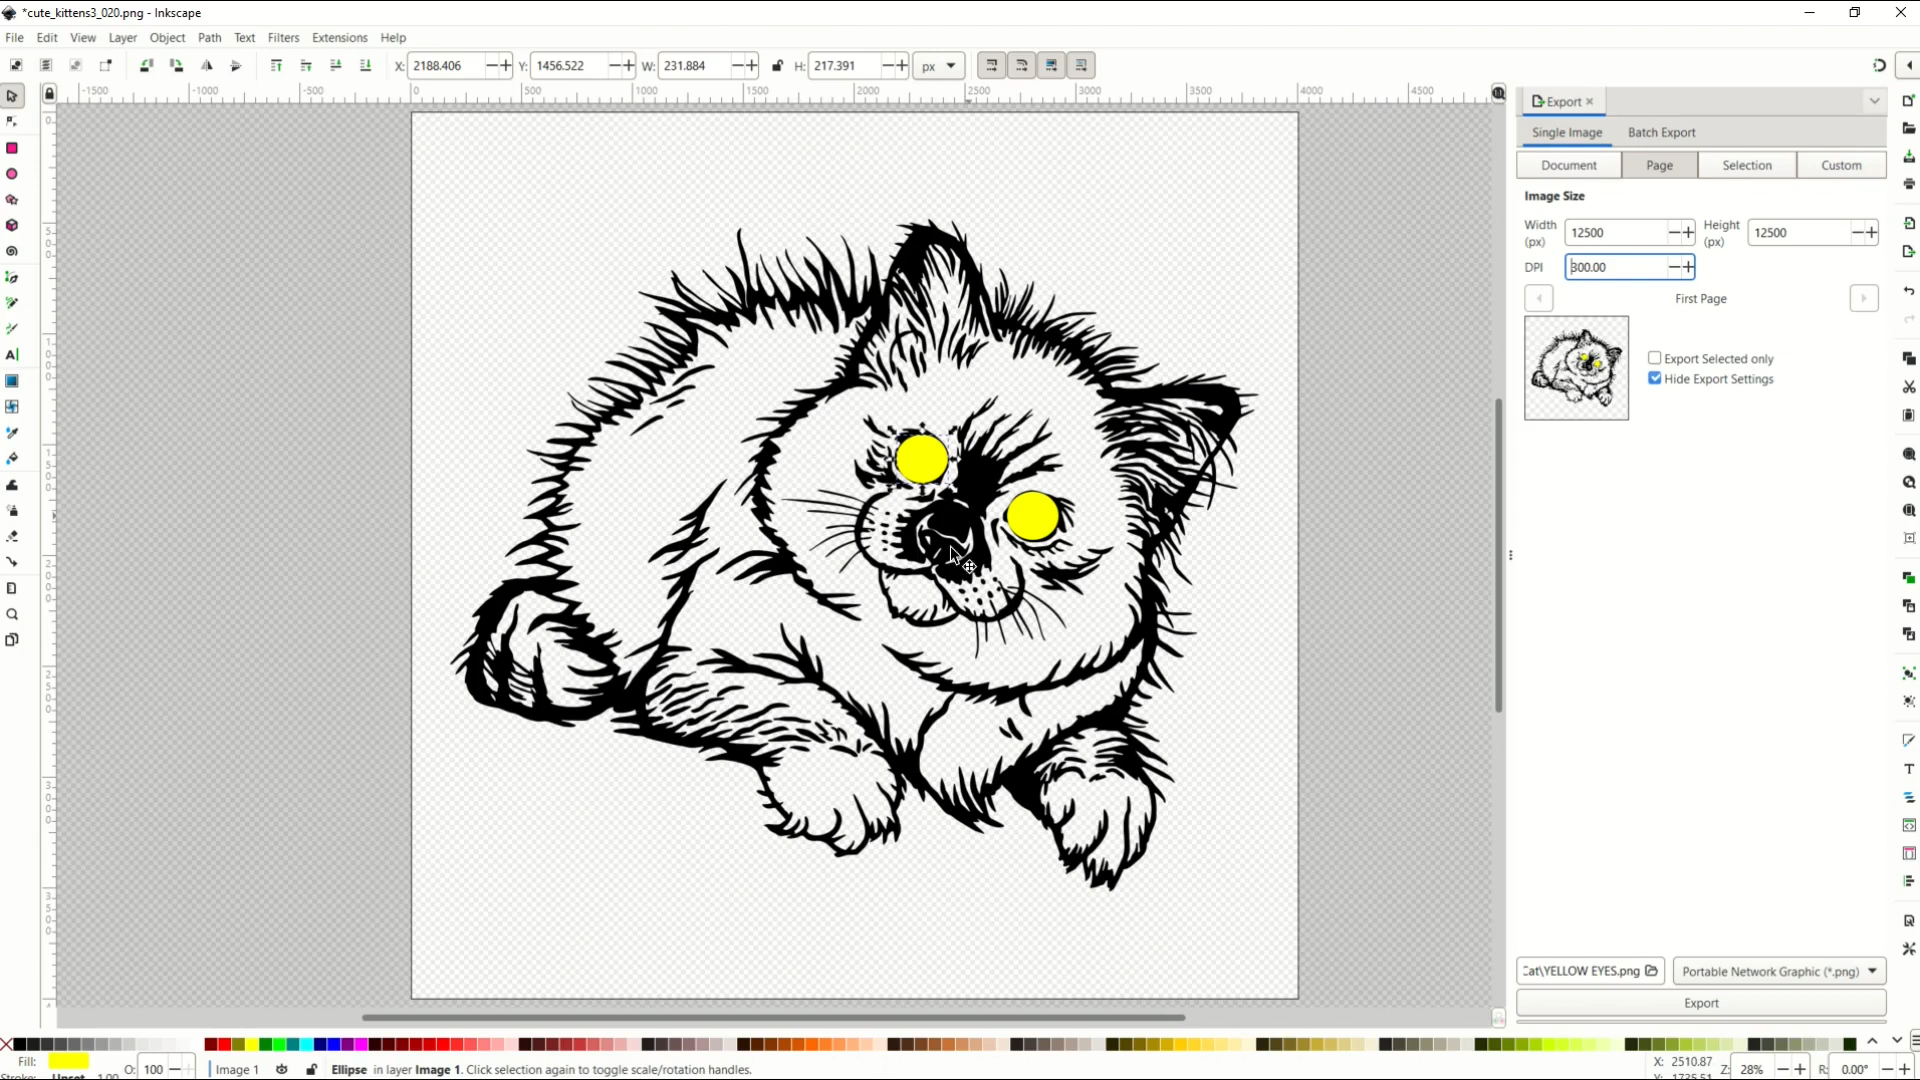 *cute_kittens3_020.png - Inkscape
File Edit View Layer Object Path Text Filters Extensions Help
X: 2188.406 Y: 1456.522 W: 231.884 H: 217.391 px
-1500 -1000 -500 0 500 1000 1500 2000 2500 3000 3500 4000 4500
Export
Single Image Batch Export
Document Page Selection Custom
Image Size
Width (px) 12500 Height (px) 12500
DPI 300.00
First Page
Export Selected only
Hide Export Settings
Cat\YELLOW EYES.png Portable Network Graphic (*.png)
Export
Fill: O: 100 Image 1 Ellipse in layer Image 1. Click selection again to toggle scale/rotation handles. X: 2510.87 Z: 28% R: 0.00°
Stroke: Unset 1.00 Y: 1735.51